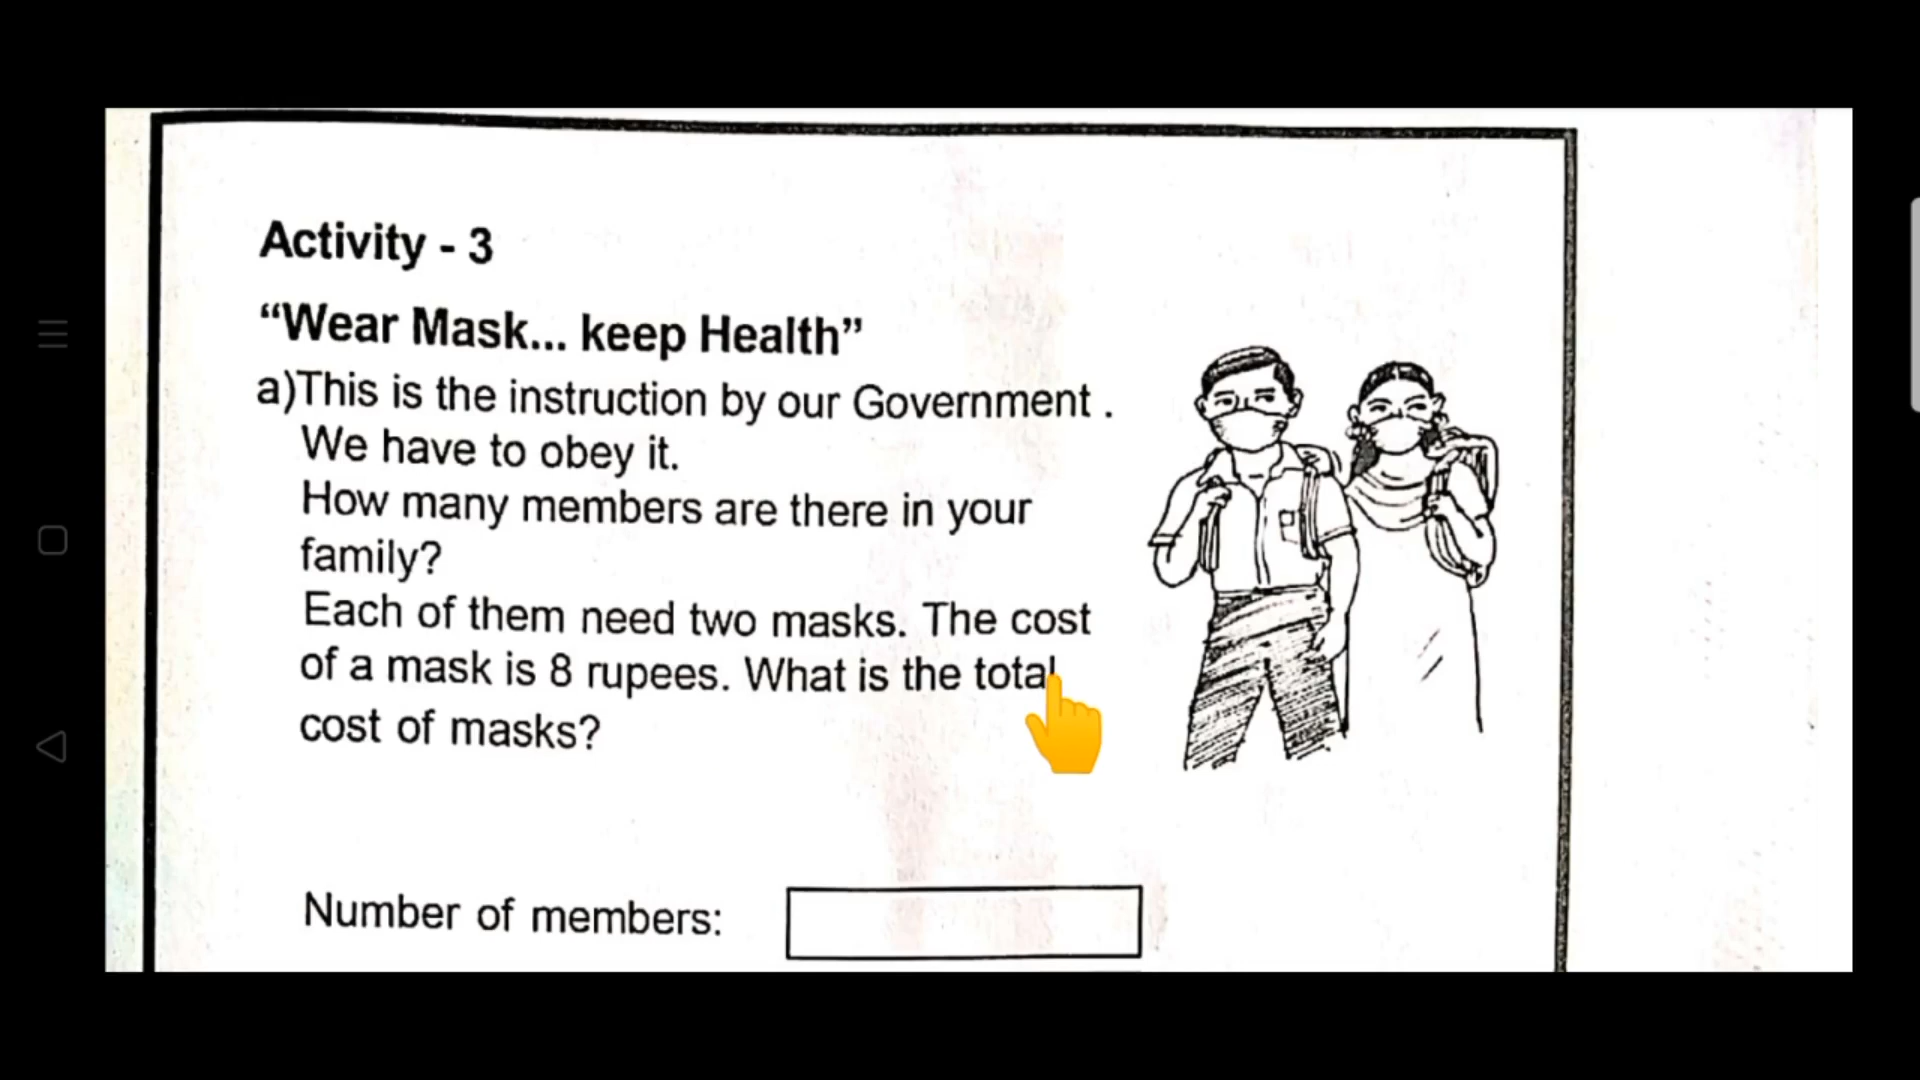 Activity - 3
“Wear Mask... keep Health”
a)This is the instruction by our Government .
We have to obey it.
How many members are there in your
family?
Each of them need two masks. The cost
of a mask is 8 rupees. What is the total
cost of masks?
Number of members: